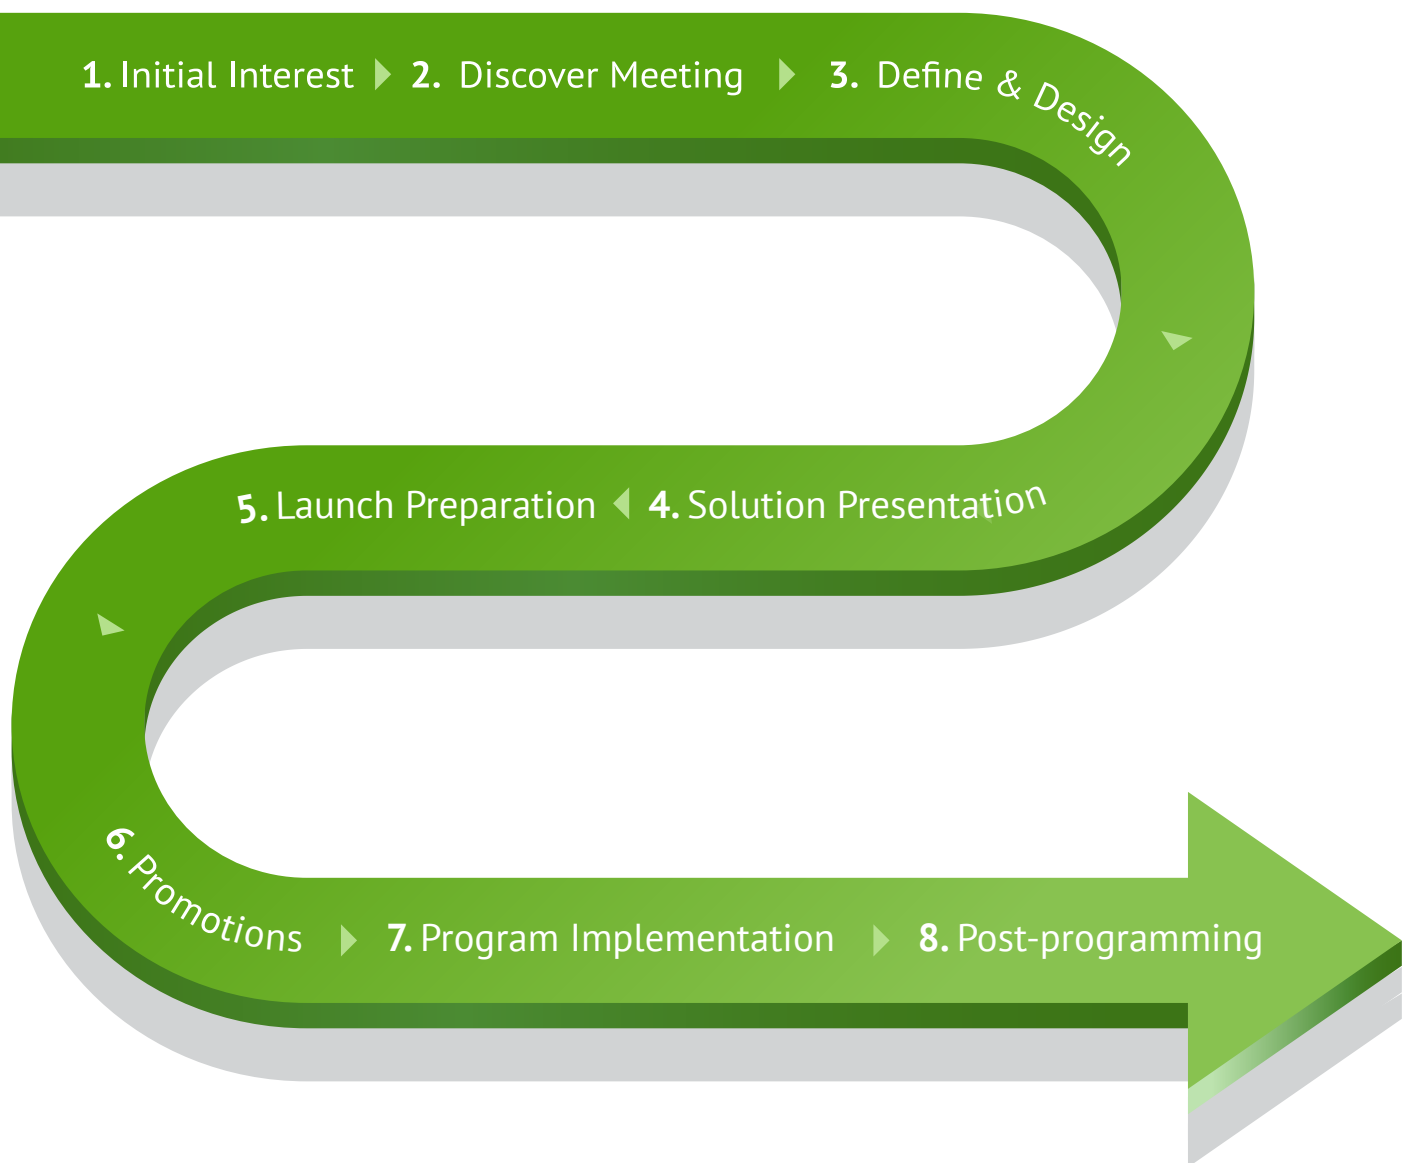 1. Initial Interest 2. Discover Meeting 3. Define & Design
5. Launch Preparation 4. Solution Presentation
6. Promotions 7. Program Implementation 8. Post-programming